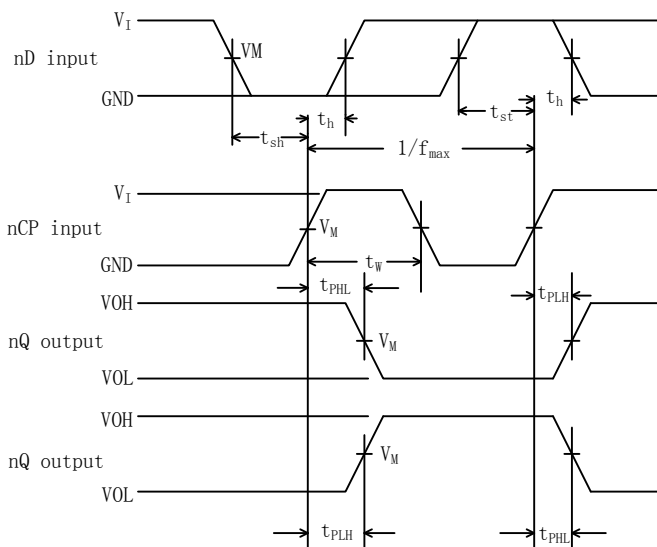 V_I
nD input
VM
GND
t_sh
t_h
t_st
t_h
1/f_max
V_I
nCP input
V_M
GND
t_W
t_PHL
t_PLH
VOH
nQ output
V_M
VOL
VOH
nQ output
V_M
VOL
t_PLH
t_PHL